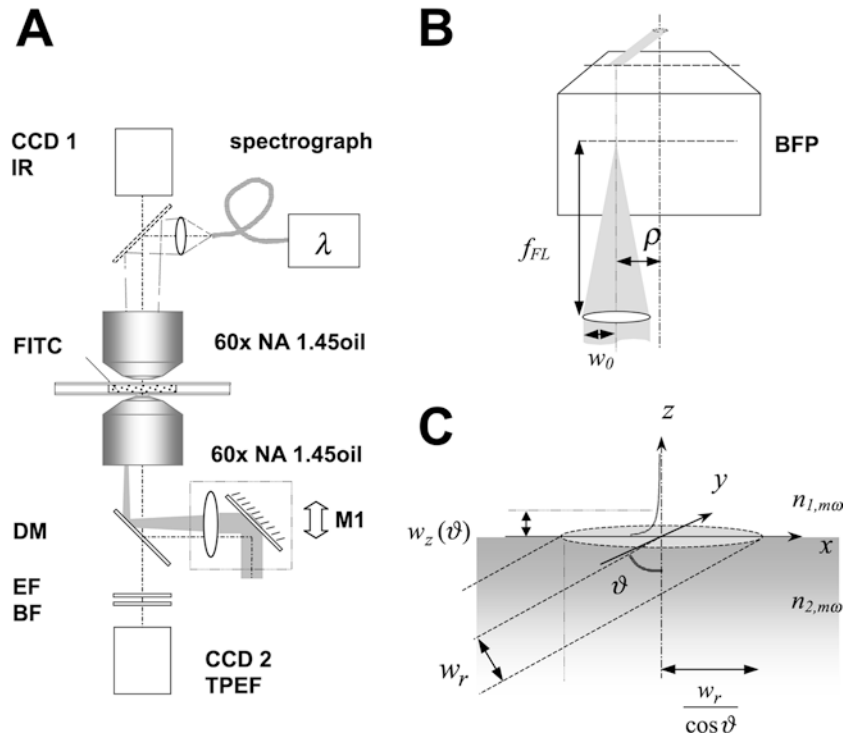 A
CCD 1
IR
spectrograph
λ
FITC
60x NA 1.45oil
60x NA 1.45oil
DM
M1
EF
BF
CCD 2
TPEF
B
BFP
f_FL
ρ
w_0
C
z
y
x
w_z(ϑ)
n_{1,mω}
n_{2,mω}
ϑ
w_r
w_r
cosϑ